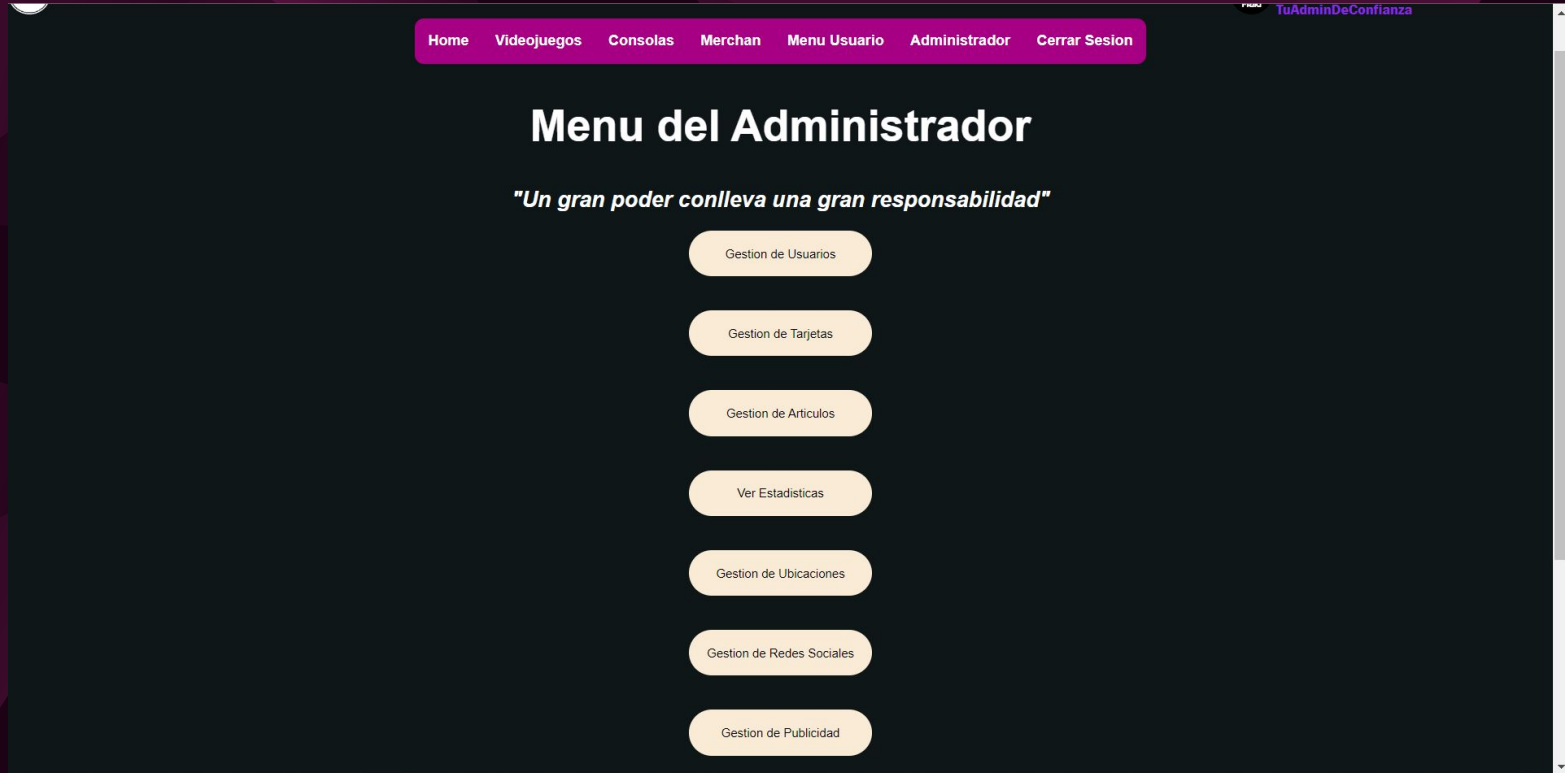 TuAdminDeConfianza
Home Videojuegos Consolas Merchan Menu Usuario Administrador Cerrar Sesion
Menu del Administrador
"Un gran poder conlleva una gran responsabilidad"
Gestion de Usuarios
Gestion de Tarjetas
Gestion de Articulos
Ver Estadisticas
Gestion de Ubicaciones
Gestion de Redes Sociales
Gestion de Publicidad